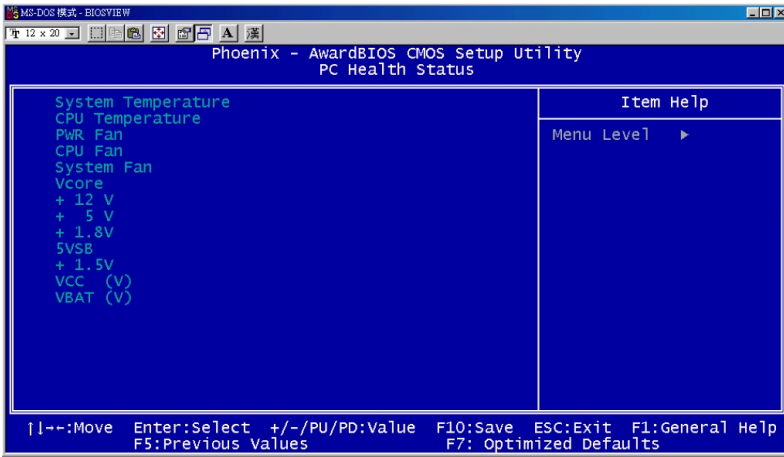 MS-DOS 模式 - BIOSVIEW
Tr 12 x 20 A 漢
Phoenix - AwardBIOS CMOS Setup Utility
PC Health Status
System Temperature
CPU Temperature
PWR Fan
CPU Fan
System Fan
Vcore
+ 12 V
+ 5 V
+ 1.8V
5VSB
+ 1.5V
VCC (V)
VBAT (V)
Item Help
Menu Level ▶
↑↓→←:Move Enter:Select +/-/PU/PD:Value F10:Save ESC:Exit F1:General Help
F5:Previous Values F7: Optimized Defaults